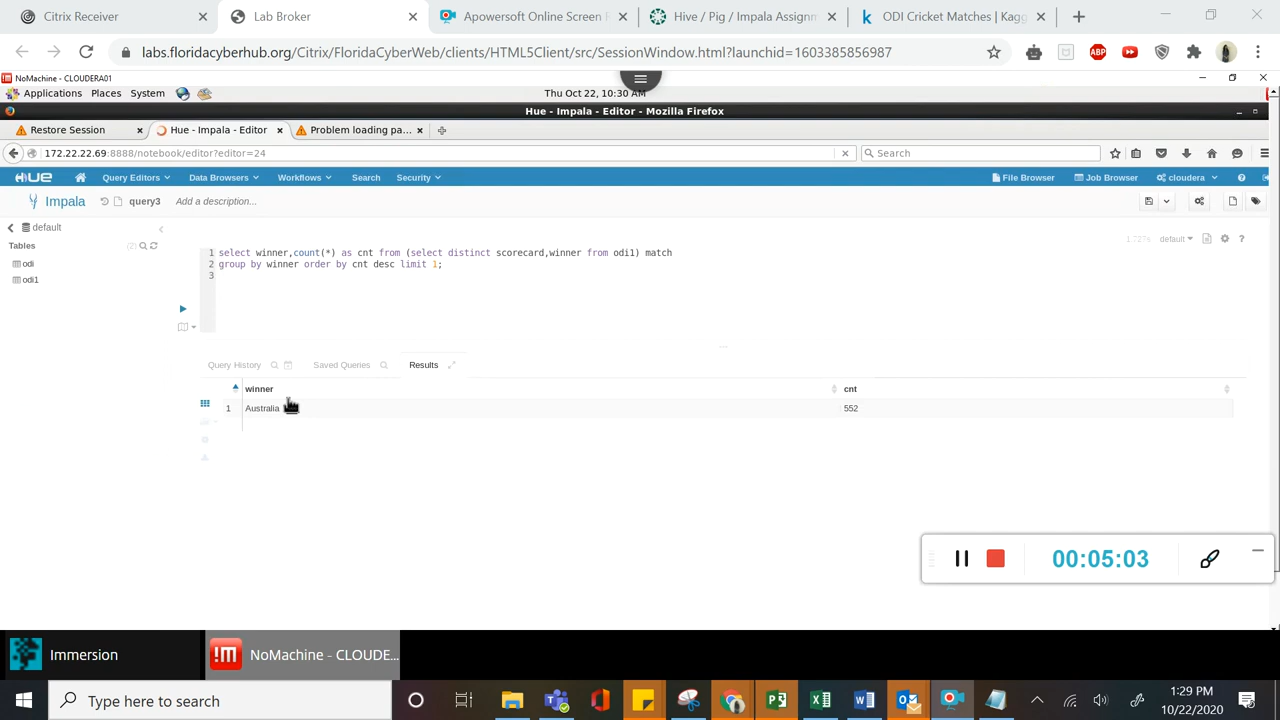 Citrix Receiver
Lab Broker
Apowersoft Online Screen
Hive / Pig / Impala Assignm
ODI Cricket Matches | Kagg
labs.floridacyberhub.org/Citrix/FloridaCyberWeb/clients/HTML5Client/src/SessionWindow.html?launchid=1603385856987
ABP
NoMachine - CLOUDERA01
Applications Places System
Thu Oct 22, 10:30 AM
Hue - Impala - Editor - Mozilla Firefox
Restore Session
Hue - Impala - Editor
Problem loading pa...
172.22.22.69:8888/notebook/editor?editor=24
Search
HUE Query Editors Data Browsers Workflows Search Security File Browser Job Browser cloudera
Impala query3 Add a description...
default
Tables (2)
odi
odi1
1.727s default
1 select winner,count(*) as cnt from (select distinct scorecard,winner from odi1) match
2 group by winner order by cnt desc limit 1;
3
Query History Saved Queries Results
winner cnt
1 Australia 552
00:05:03
Immersion
!M NoMachine - CLOUDE...
Type here to search
1:29 PM
10/22/2020